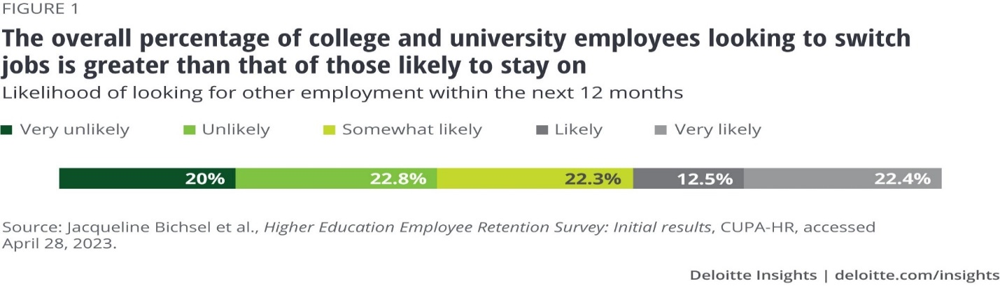 FIGURE 1
The overall percentage of college and university employees looking to switch
jobs is greater than that of those likely to stay on
Likelihood of looking for other employment within the next 12 months
Very unlikely Unlikely Somewhat likely Likely Very likely
20% 22.8% 22.3% 12.5% 22.4%
Source: Jacqueline Bichsel et al., Higher Education Employee Retention Survey: Initial results, CUPA-HR, accessed
April 28, 2023.
Deloitte Insights | deloitte.com/insights